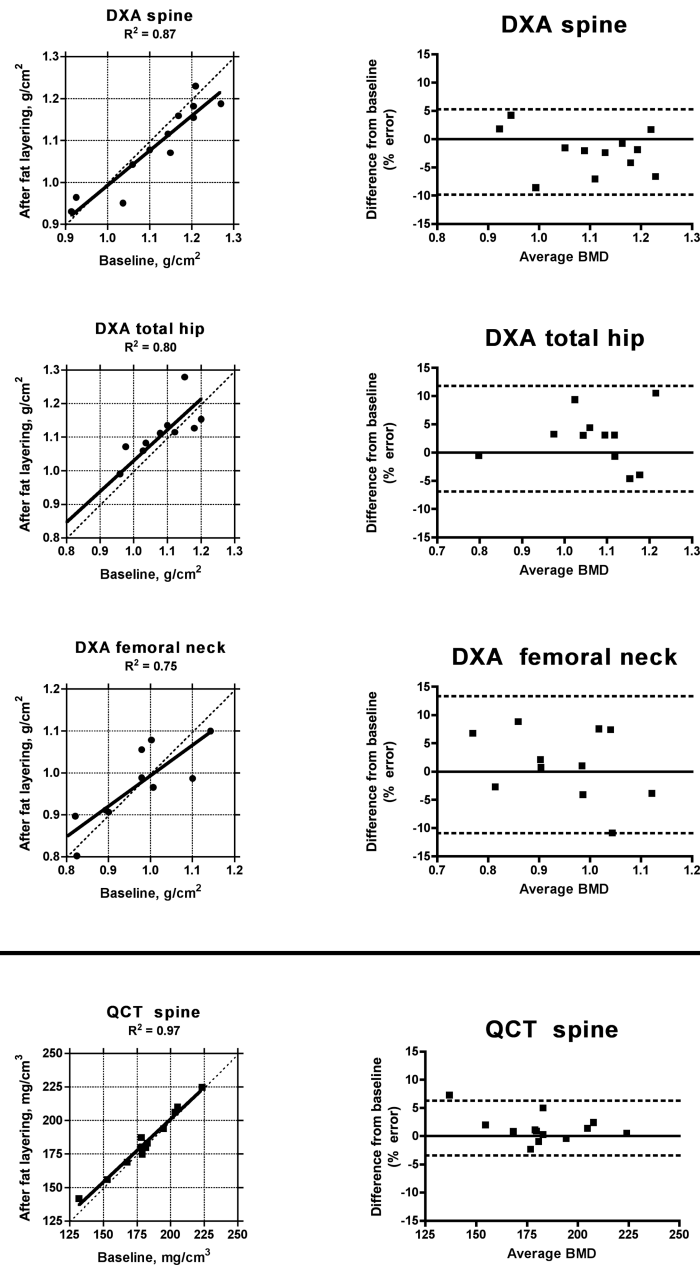 DXA spine
R² = 0.87
After fat layering, g/cm²
1.3
1.2
1.1
1.0
0.9
0.9 1.0 1.1 1.2 1.3
Baseline, g/cm²
DXA spine
Difference from baseline
(% error)
15
10
5
0
-5
-10
-15
0.8 0.9 1.0 1.1 1.2 1.3
Average BMD
DXA total hip
R² = 0.80
After fat layering, g/cm²
1.3
1.2
1.1
1.0
0.9
0.8
0.8 0.9 1.0 1.1 1.2 1.3
Baseline, g/cm²
DXA total hip
Difference from baseline
(% error)
15
10
5
0
-5
-10
-15
0.7 0.8 0.9 1.0 1.1 1.2 1.3
Average BMD
DXA femoral neck
R² = 0.75
After fat layering, g/cm²
1.2
1.1
1.0
0.9
0.8
0.8 0.9 1.0 1.1 1.2
Baseline, g/cm²
DXA femoral neck
Difference from baseline
(% error)
15
10
5
0
-5
-10
-15
0.7 0.8 0.9 1.0 1.1 1.2
Average BMD
QCT spine
R² = 0.97
After fat layering, mg/cm³
250
225
200
175
150
125
125 150 175 200 225 250
Baseline, mg/cm³
QCT spine
Difference from baseline
(% error)
15
10
5
0
-5
-10
-15
125 150 175 200 225 250
Average BMD